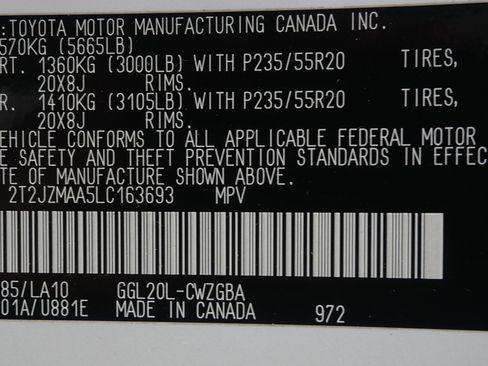 :TOYOTA MOTOR MANUFACTURING CANADA INC.
570KG (5665LB)
RT. 1360KG (3000LB) WITH P235/55R20 TIRES,
20X8J RIMS.
R. 1410KG (3105LB) WITH P235/55R20 TIRES,
20X8J RIMS.
VEHICLE CONFORMS TO ALL APPLICABLE FEDERAL MOTOR
E SAFETY AND THEFT PREVENTION STANDARDS IN EFFEC
TE OF MANUFACTURE SHOWN ABOVE.
2T2JZMAA5LC163693 MPV
85/LA10 GGL20L-CWZGBA
01A/U881E MADE IN CANADA 972